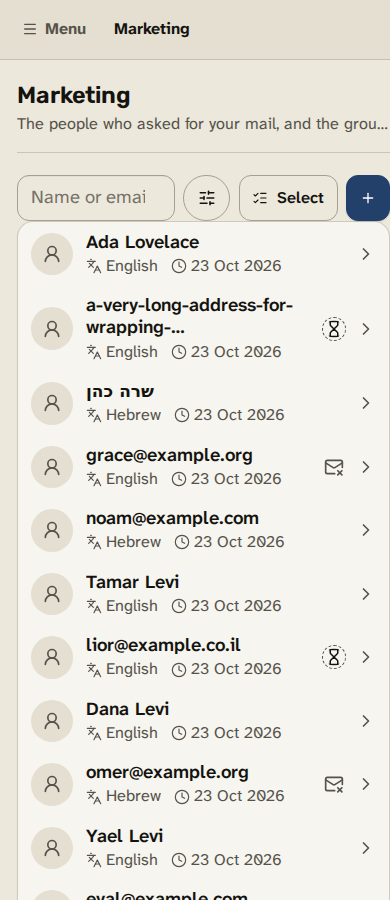 Menu Marketing
Marketing
The people who asked for your mail, and the grou...
Name or emai
Select
Ada Lovelace
English 23 Oct 2026
a-very-long-address-for-
wrapping-...
English 23 Oct 2026
שרה כהן
Hebrew 23 Oct 2026
grace@example.org
English 23 Oct 2026
noam@example.com
Hebrew 23 Oct 2026
Tamar Levi
English 23 Oct 2026
lior@example.co.il
English 23 Oct 2026
Dana Levi
English 23 Oct 2026
omer@example.org
Hebrew 23 Oct 2026
Yael Levi
English 23 Oct 2026